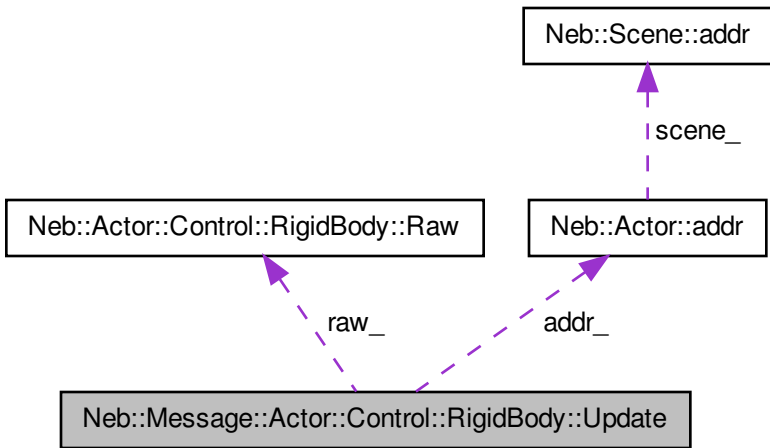 Neb::Scene::addr
scene_
Neb::Actor::Control::RigidBody::Raw
Neb::Actor::addr
raw_
addr_
Neb::Message::Actor::Control::RigidBody::Update